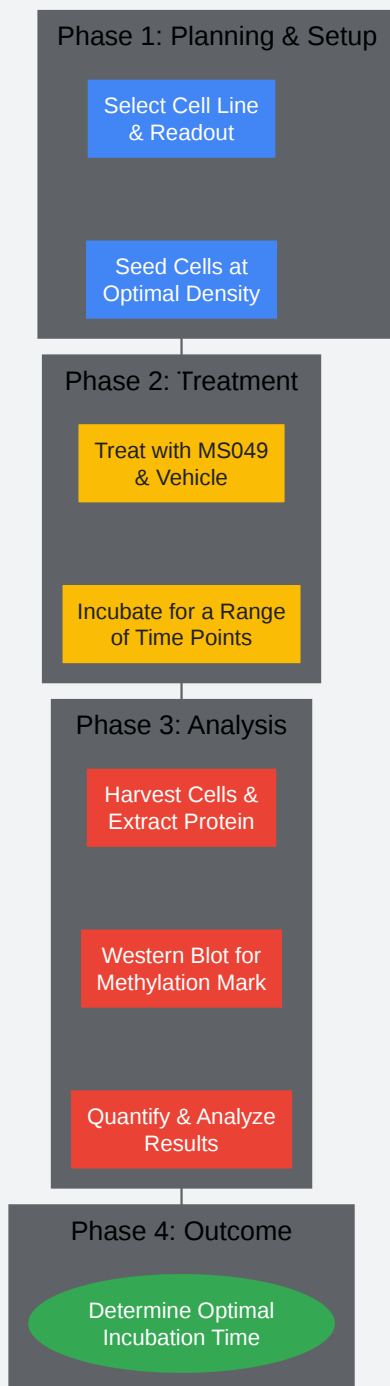 Phase 1: Planning & Setup
Select Cell Line
& Readout
Seed Cells at
Optimal Density
Phase 2: Treatment
Treat with MS049
& Vehicle
Incubate for a Range
of Time Points
Phase 3: Analysis
Harvest Cells &
Extract Protein
Western Blot for
Methylation Mark
Quantify & Analyze
Results
Phase 4: Outcome
Determine Optimal
Incubation Time